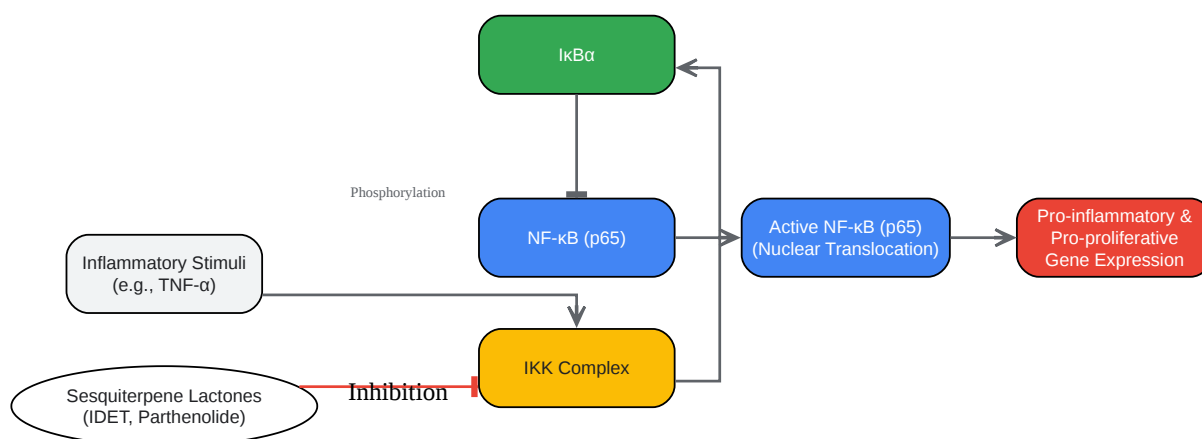 IκBα
Phosphorylation
NF-κB (p65)
Active NF-κB (p65)
(Nuclear Translocation)
Pro-inflammatory &
Pro-proliferative
Gene Expression
Inflammatory Stimuli
(e.g., TNF-α)
IKK Complex
Inhibition
Sesquiterpene Lactones
(IDET, Parthenolide)